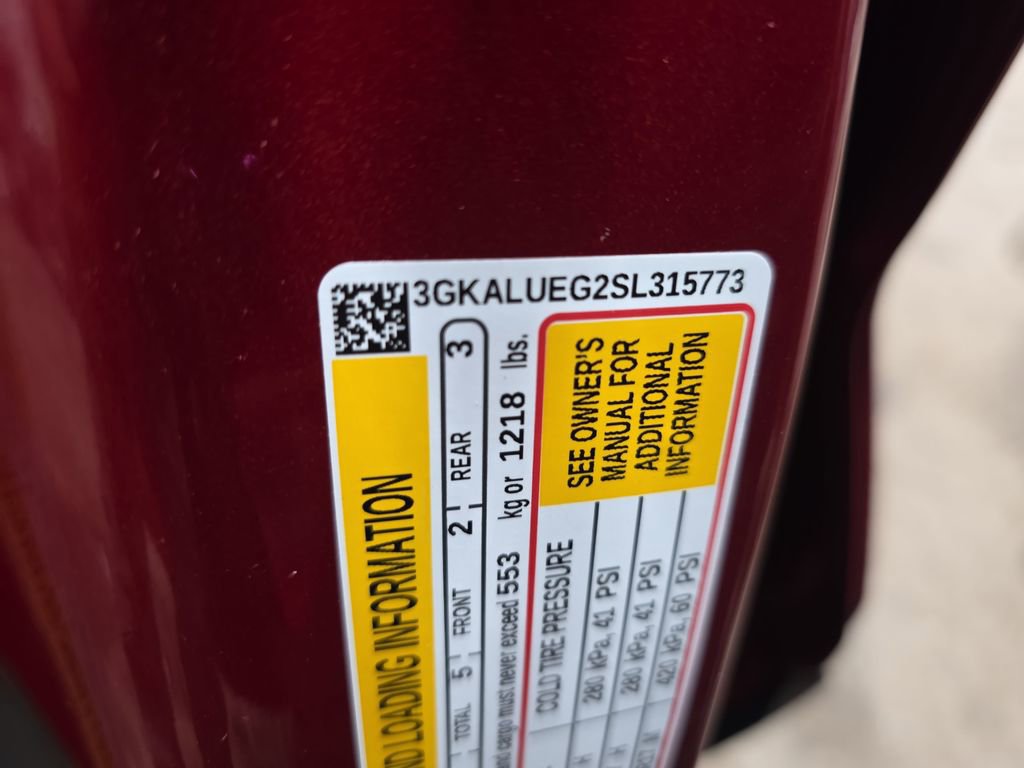 3GKALUEG2SL315773
ND LOADING INFORMATION
TOTAL 5 FRONT 2 REAR 3
and cargo must never exceed 553 kg or 1218 lbs.
COLD TIRE PRESSURE
H 280 kPa, 41 PSI
H 280 kPa, 41 PSI
420 kPa, 60 PSI
SEE OWNER'S
MANUAL FOR
ADDITIONAL
INFORMATION